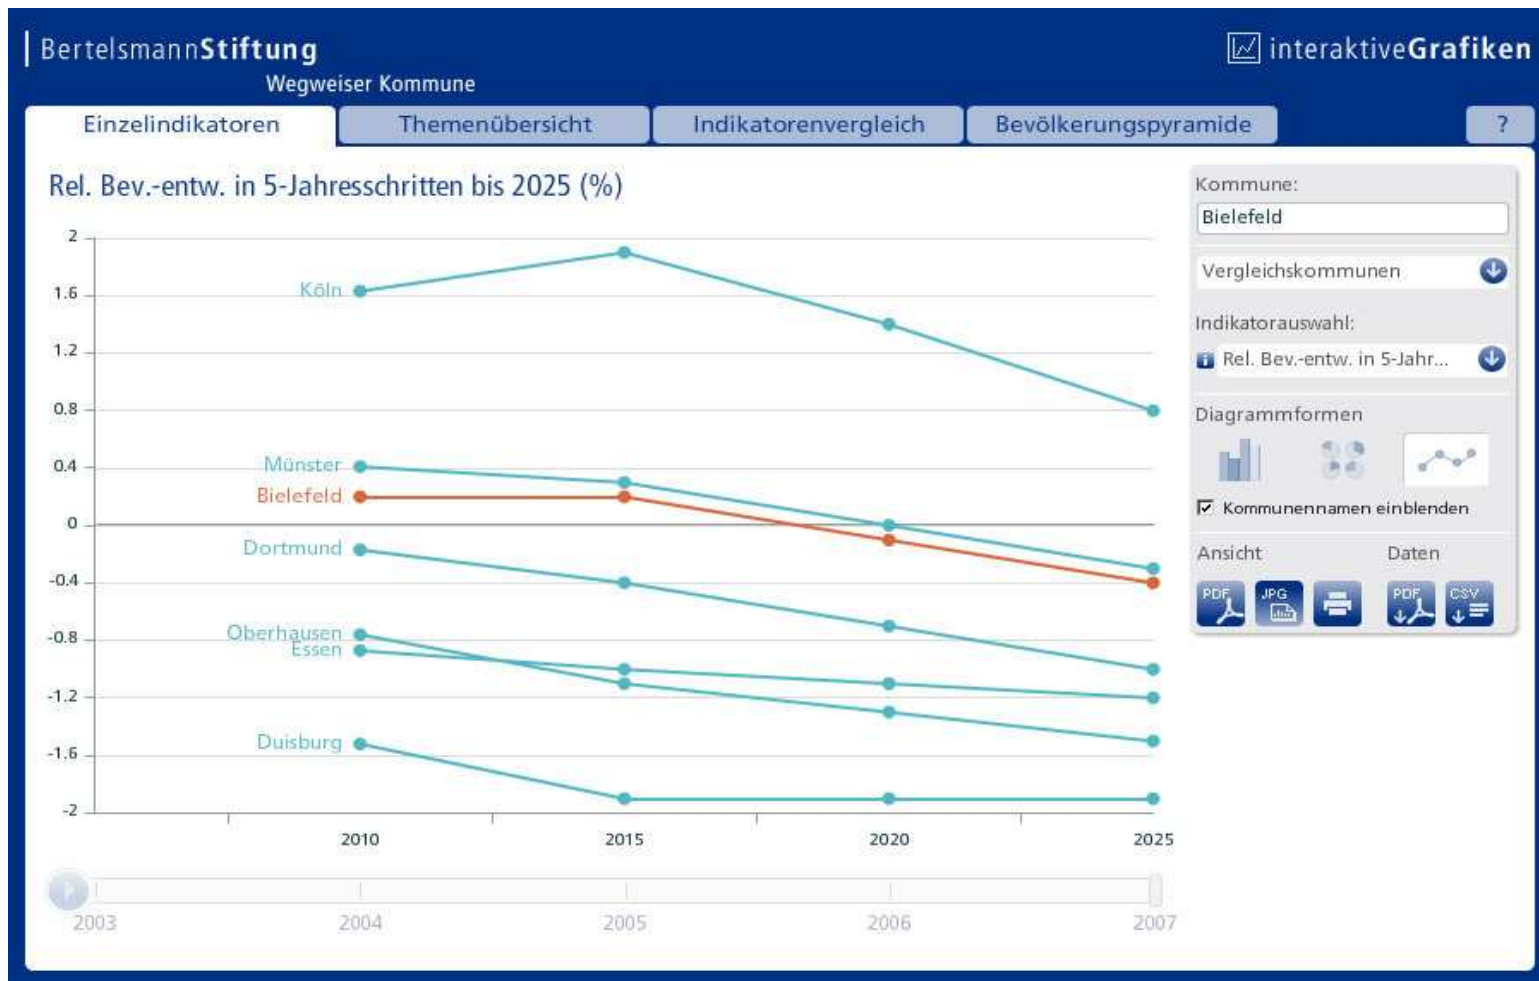 BertelsmannStiftung
Wegweiser Kommune
interaktiveGrafiken
Einzelindikatoren
Themenübersicht
Indikatorenvergleich
Bevölkerungspyramide
?
Rel. Bev.-entw. in 5-Jahresschritten bis 2025 (%)
2
1.6
1.2
0.8
0.4
0
-0.4
-0.8
-1.2
-1.6
-2
Köln
Münster
Bielefeld
Dortmund
Oberhausen
Essen
Duisburg
2010
2015
2020
2025
2003
2004
2005
2006
2007
Kommune:
Bielefeld
Vergleichskommunen
Indikatorauswahl:
i Rel. Bev.-entw. in 5-Jahr...
Diagrammformen
Kommunennamen einblenden
Ansicht
Daten
PDF
JPG
PDF
CSV